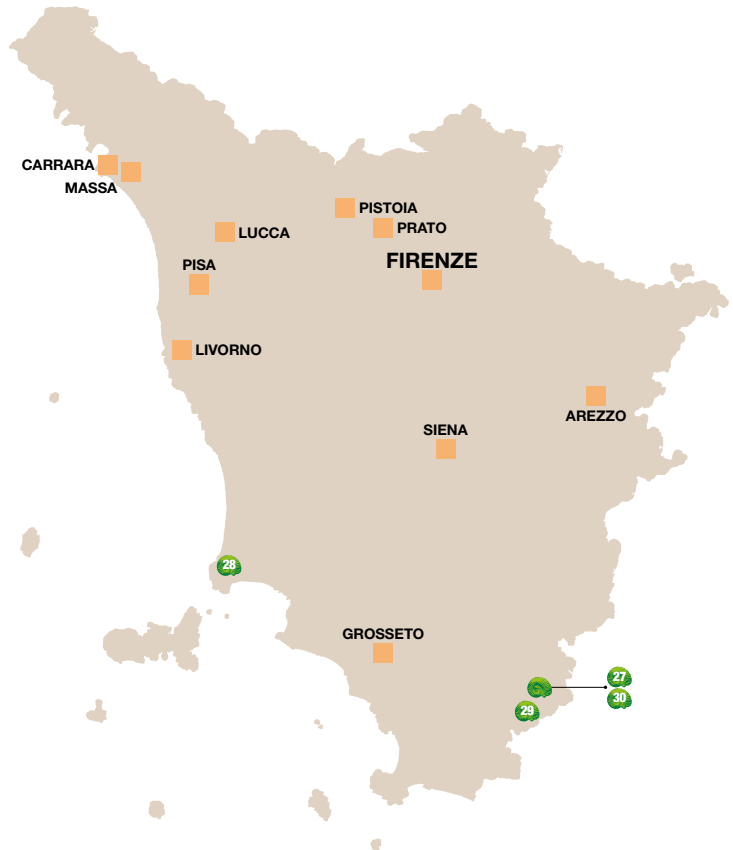 CARRARA
MASSA
PISTOIA
PRATO
LUCCA
FIRENZE
PISA
LIVORNO
AREZZO
SIENA
28
GROSSETO
27
30
29